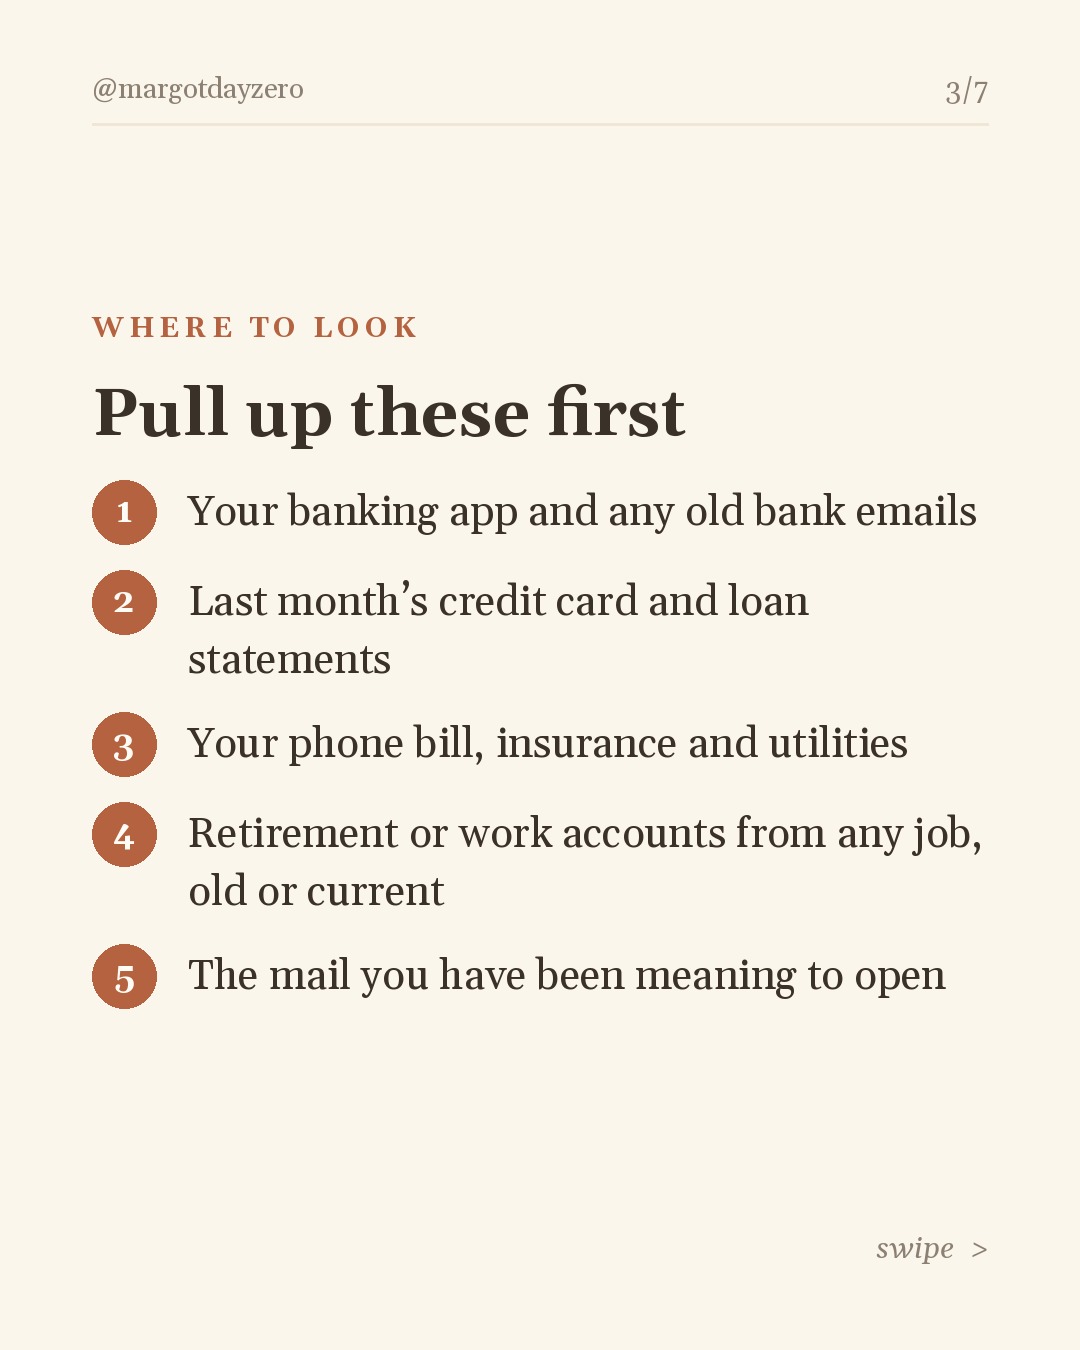 @margotdayzero
3/7
WHERE TO LOOK
Pull up these first
1 Your banking app and any old bank emails
2 Last month’s credit card and loan
statements
3 Your phone bill, insurance and utilities
4 Retirement or work accounts from any job,
old or current
5 The mail you have been meaning to open
swipe >